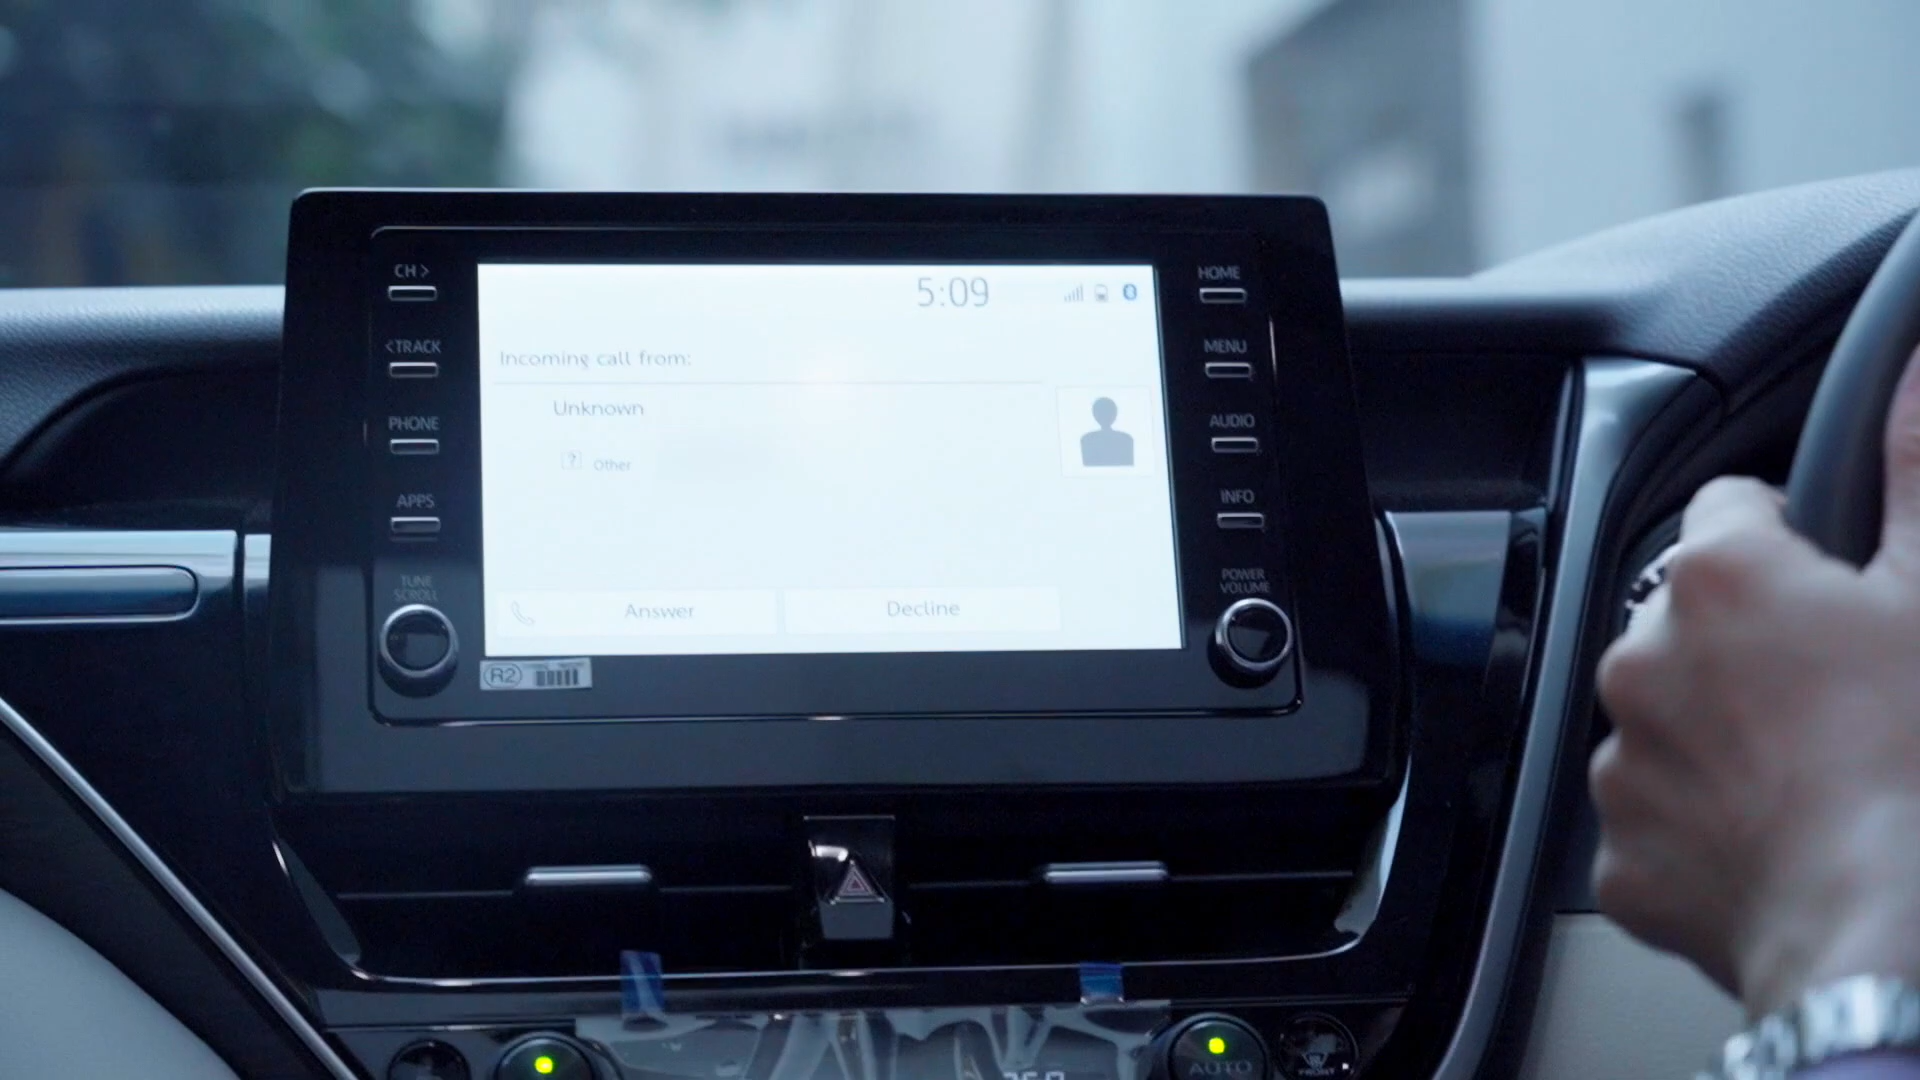 CH >
<TRACK
PHONE
APPS
TUNE
SCROLL
5:09
Incoming call from:
Unknown
? Other
Answer
Decline
HOME
MENU
AUDIO
INFO
POWER
VOLUME
R2
AUTO
FRONT